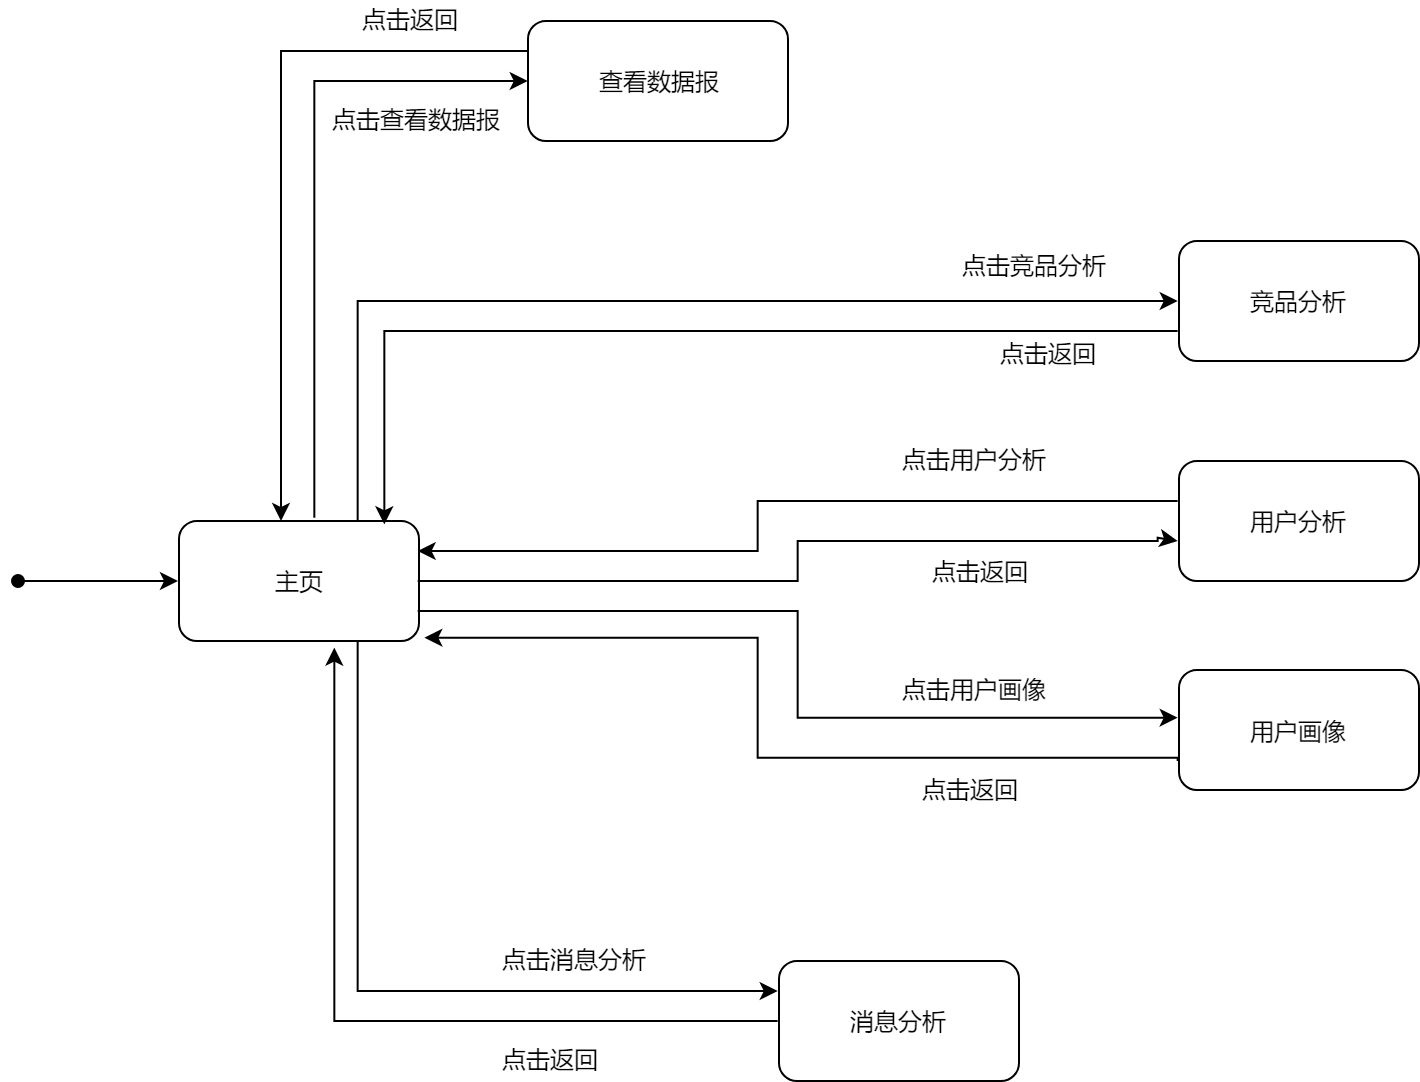 点击返回
查看数据报
点击查看数据报
点击竞品分析
竞品分析
点击返回
点击用户分析
用户分析
点击返回
主页
点击用户画像
用户画像
点击返回
点击消息分析
消息分析
点击返回